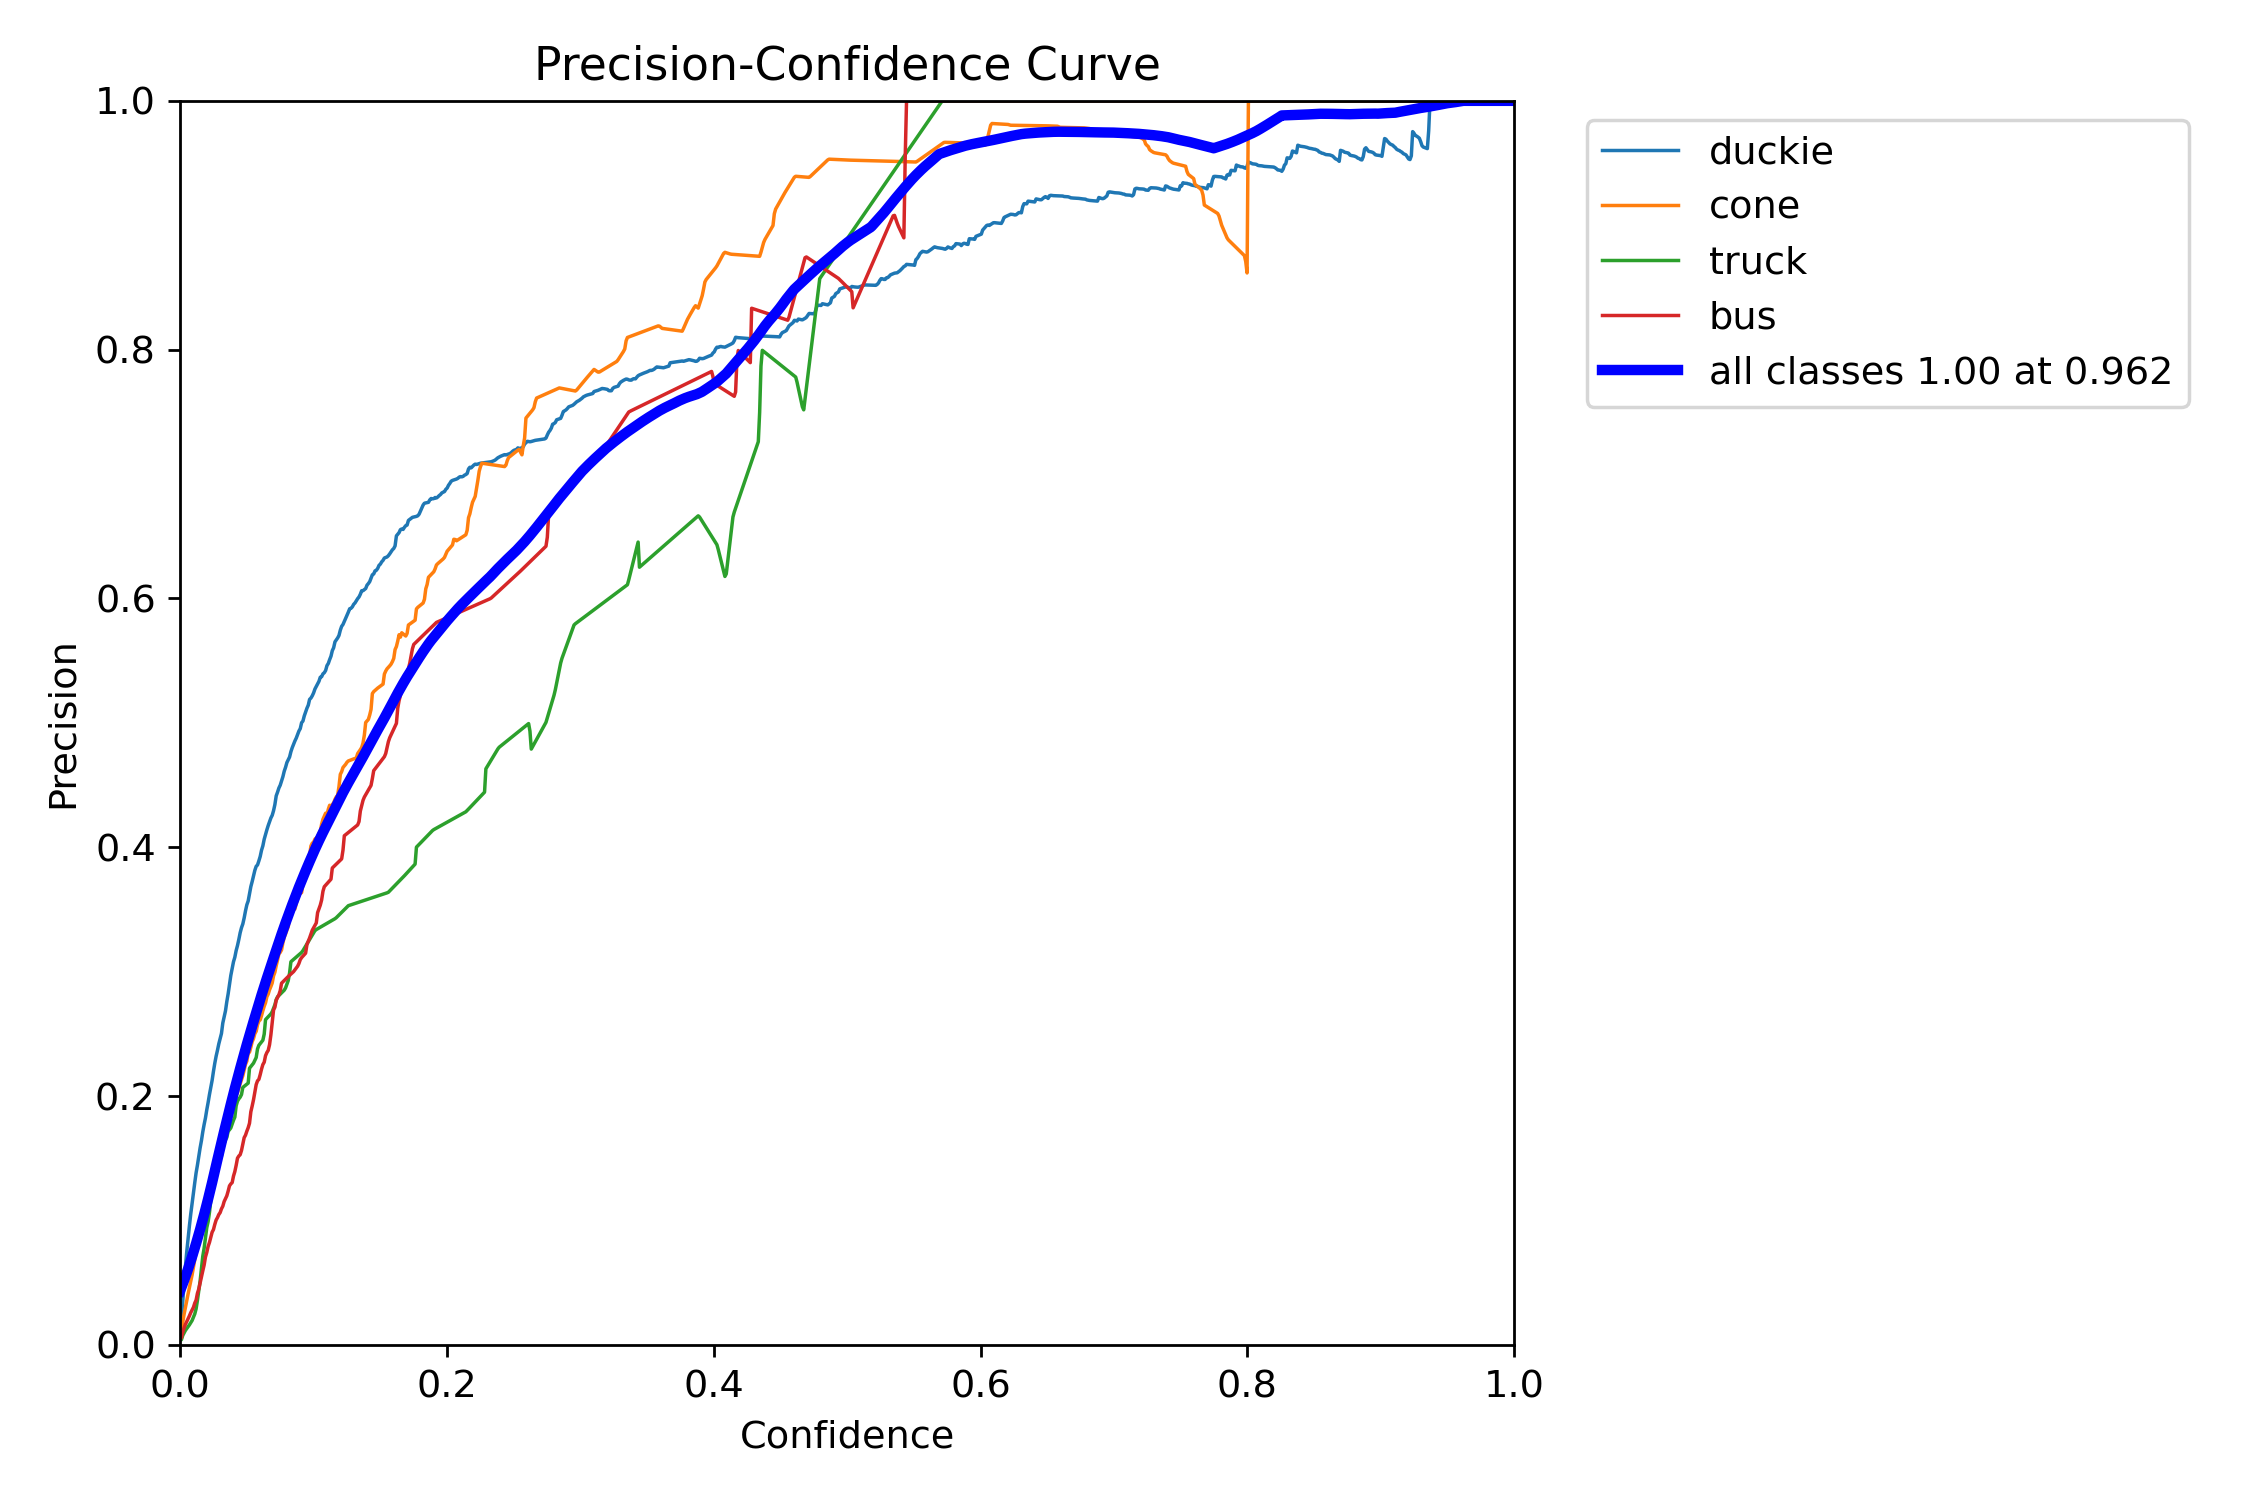 Precision-Confidence Curve
1.0
0.8
0.6
0.4
0.2
0.0
Precision
0.0 0.2 0.4 0.6 0.8 1.0
Confidence
duckie
cone
truck
bus
all classes 1.00 at 0.962